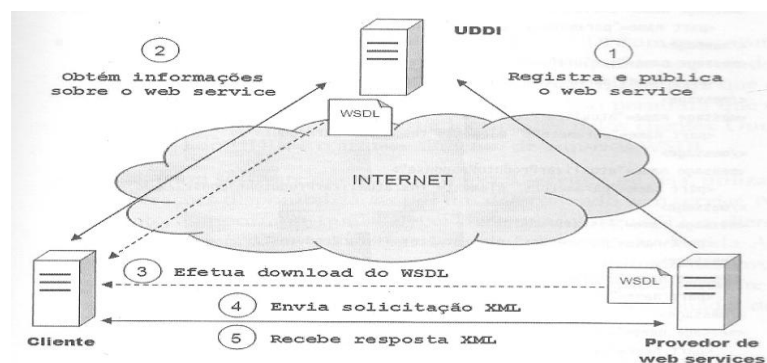 UDDI
2
Obtém informações
sobre o web service
1
Registra e publica
o web service
WSDL
INTERNET
3 Efetua download do WSDL
WSDL
4 Envia solicitação XML
5 Recebe resposta XML
Cliente
Provedor de
web services